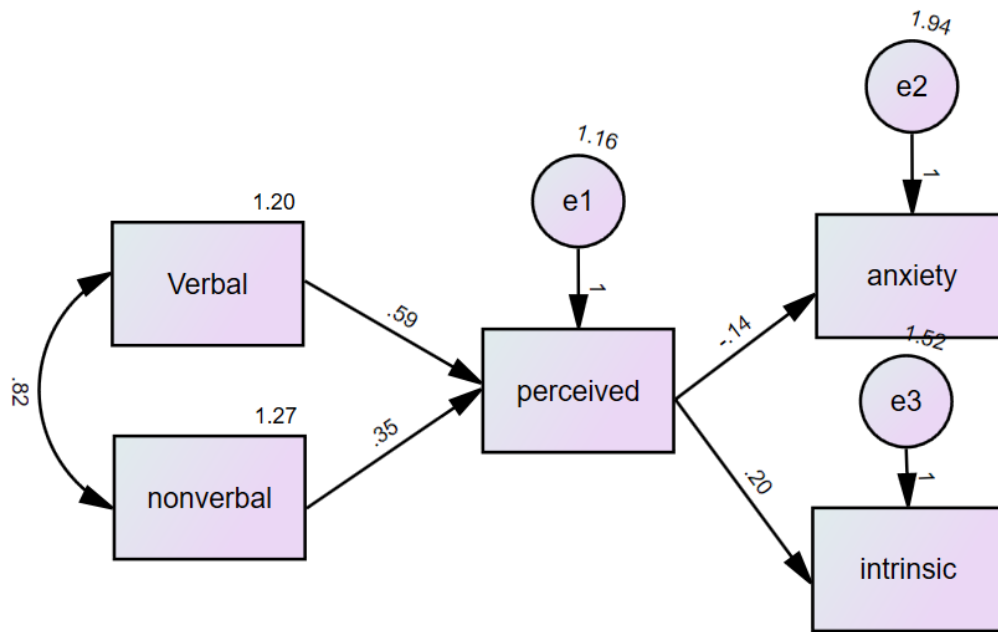 1.94
e2
1
1.16
e1
1
1.20
Verbal
.59
anxiety
-.14
1.52
e3
1
.82
perceived
1.27
nonverbal
.35
.20
intrinsic